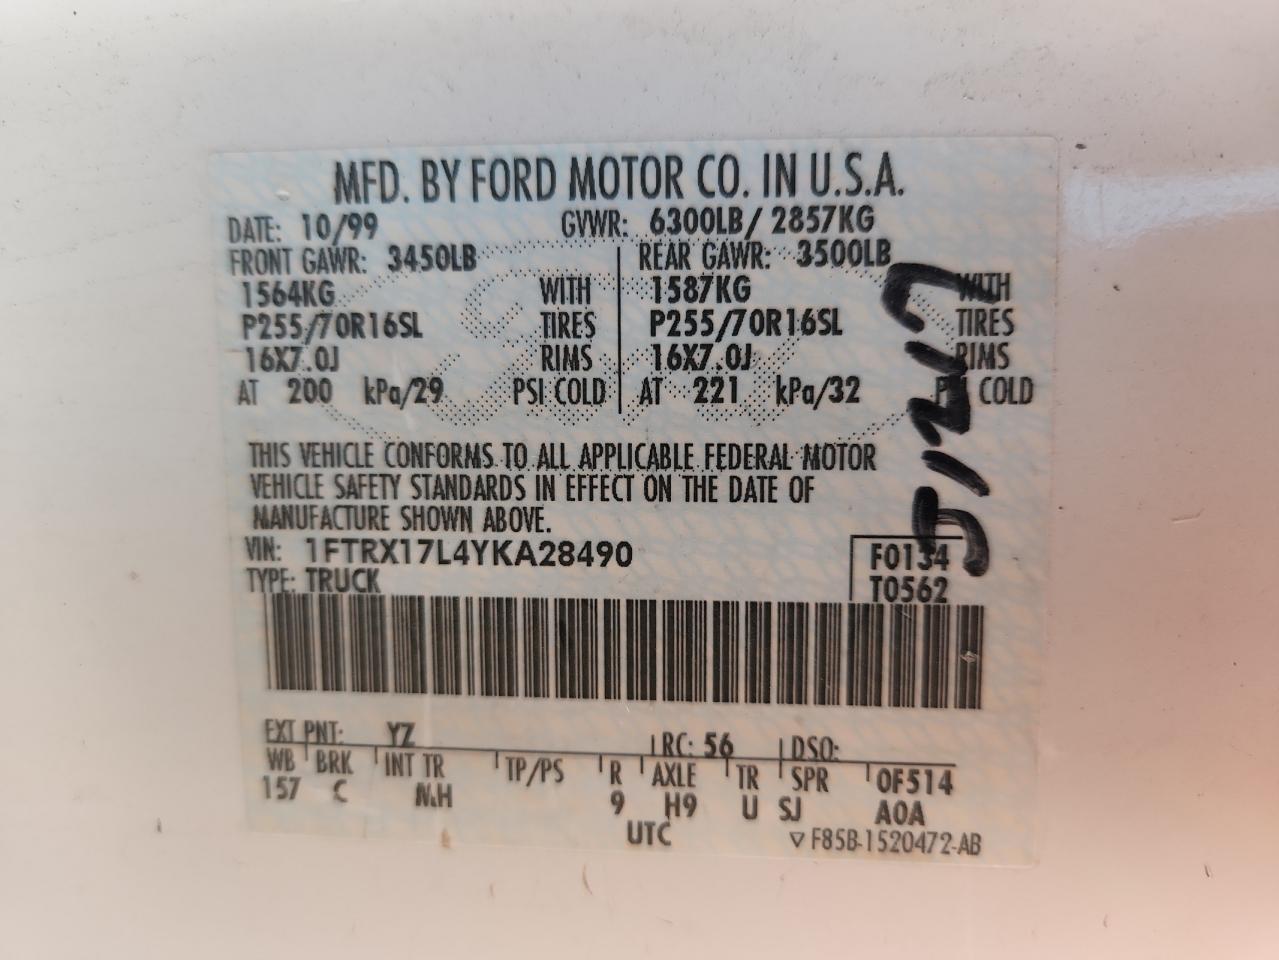 MFD. BY FORD MOTOR CO. IN U.S.A.
DATE: 10/99 GVWR: 6300LB/ 2857KG
FRONT GAWR: 3450LB REAR GAWR: 3500LB
1564KG WITH 1587KG WITH
P255/70R16SL TIRES P255/70R16SL TIRES
16X7.0J RIMS 16X7.0J RIMS
AT 200 kPa/29 PSI COLD AT 221 kPa/32 PSI COLD
THIS VEHICLE CONFORMS TO ALL APPLICABLE FEDERAL MOTOR
VEHICLE SAFETY STANDARDS IN EFFECT ON THE DATE OF
MANUFACTURE SHOWN ABOVE.
VIN: 1FTRX17L4YKA28490 F0134
TYPE: TRUCK T0562
EXT PNT: YZ RC: 56 DSO:
WB BRK INT TR TP/PS R AXLE TR SPR 0F514
157 C MH 9 H9 U SJ A0A
UTC ▽ F85B-1520472-AB